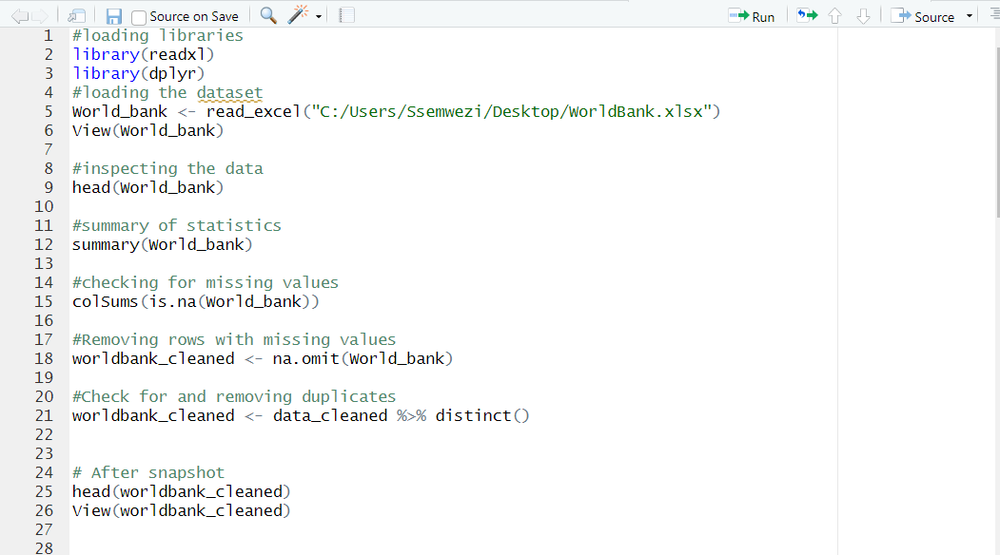 Source on Save Run Source
1 #loading libraries
2 library(readxl)
3 library(dplyr)
4 #loading the dataset
5 World_bank <- read_excel("C:/Users/Ssemwezi/Desktop/WorldBank.xlsx")
6 View(World_bank)
7
8 #inspecting the data
9 head(World_bank)
10
11 #summary of statistics
12 summary(World_bank)
13
14 #checking for missing values
15 colSums(is.na(World_bank))
16
17 #Removing rows with missing values
18 worldbank_cleaned <- na.omit(World_bank)
19
20 #Check for and removing duplicates
21 worldbank_cleaned <- data_cleaned %>% distinct()
22
23
24 # After snapshot
25 head(worldbank_cleaned)
26 View(worldbank_cleaned)
27
28